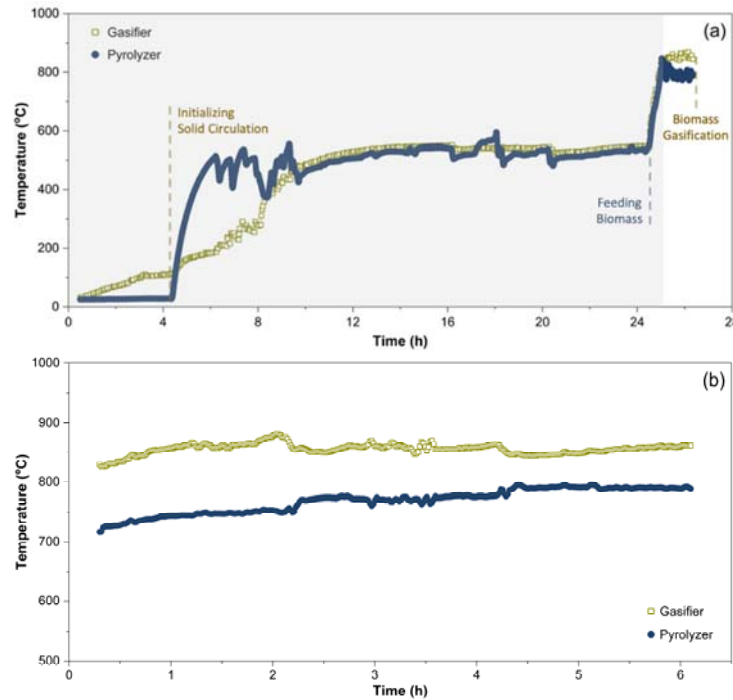 1000
800
600
400
200
0
Temperature (°C)
Gasifier
Pyrolyzer
(a)
Initializing
Solid Circulation
Biomass
Gasification
Feeding
Biomass
0
4
8
12
16
20
24
28
Time (h)
1000
900
800
700
600
500
Temperature (°C)
(b)
Gasifier
Pyrolyzer
0
1
2
3
4
5
6
Time (h)